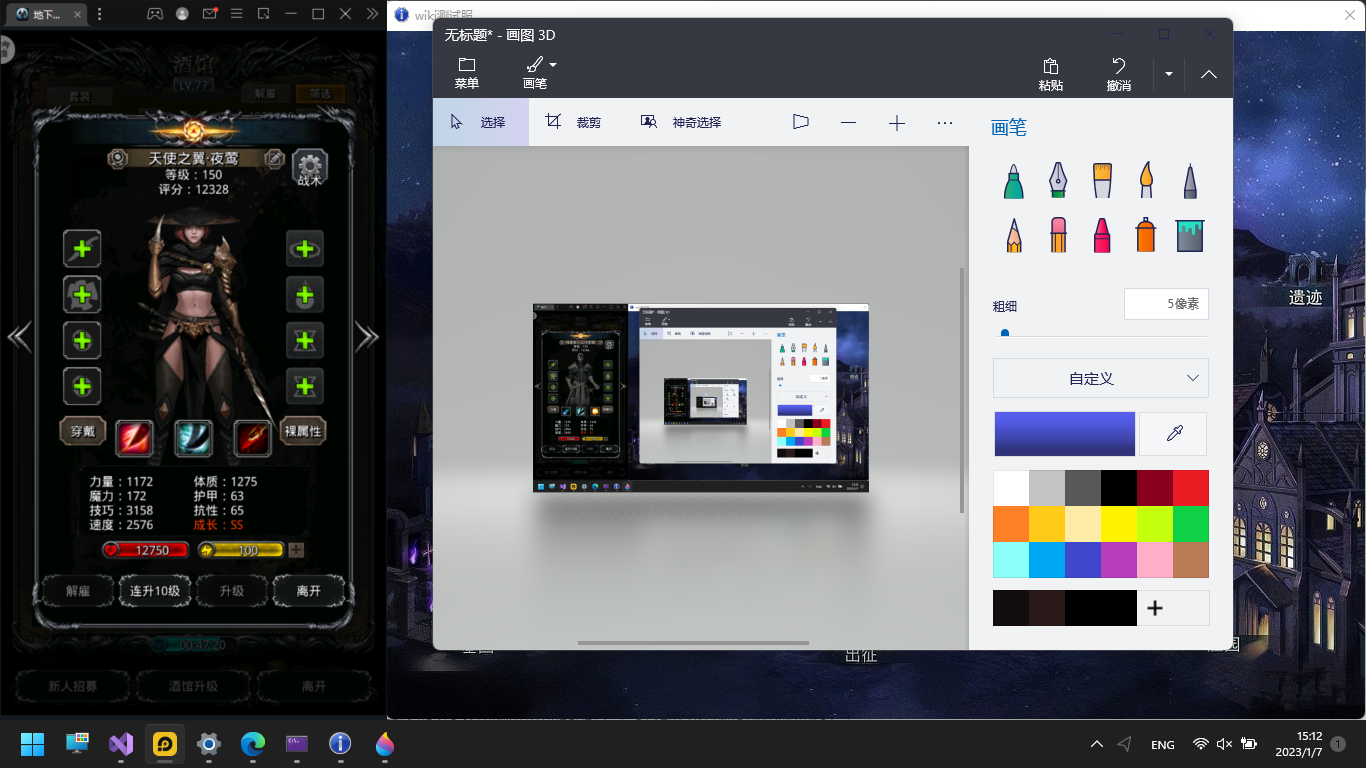 地下...
酒馆
LV.77
套装
解雇
筛选
天使之翼·夜莺
等级：150
评分：12328
战术
穿戴
裸属性
力量：1172
体质：1275
魔力：172
护甲：63
技巧：3158
抗性：65
速度：2576
成长：SS
12750
100
解雇
连升10级
升级
离开
00:47:20
新人招募
酒馆升级
离开
wiki测试服
无标题* - 画图 3D
菜单
画笔
粘贴
撤消
选择
裁剪
神奇选择
画笔
粗细
5像素
自定义
遗迹
出征
ENG
15:12
2023/1/7
1